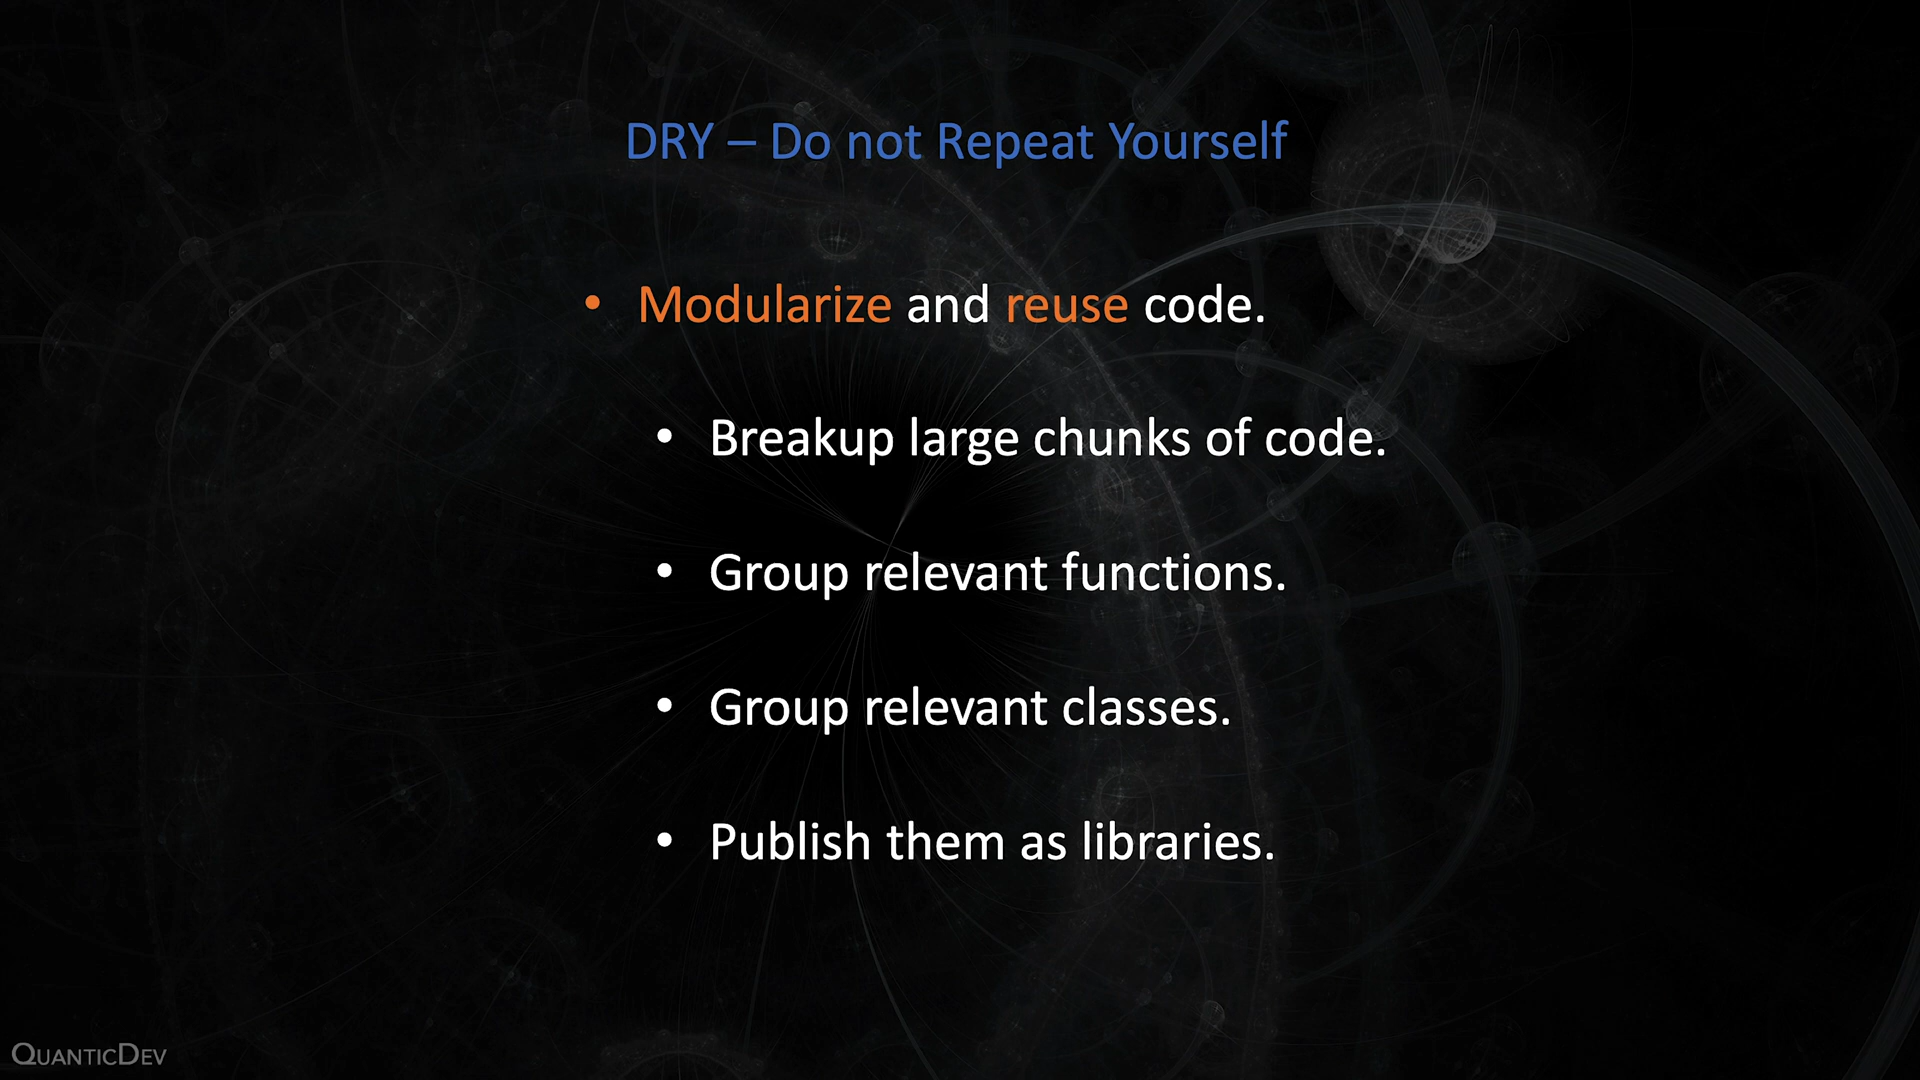 DRY – Do not Repeat Yourself
• Modularize and reuse code.
• Breakup large chunks of code.
• Group relevant functions.
• Group relevant classes.
• Publish them as libraries.
QUANTICDEV